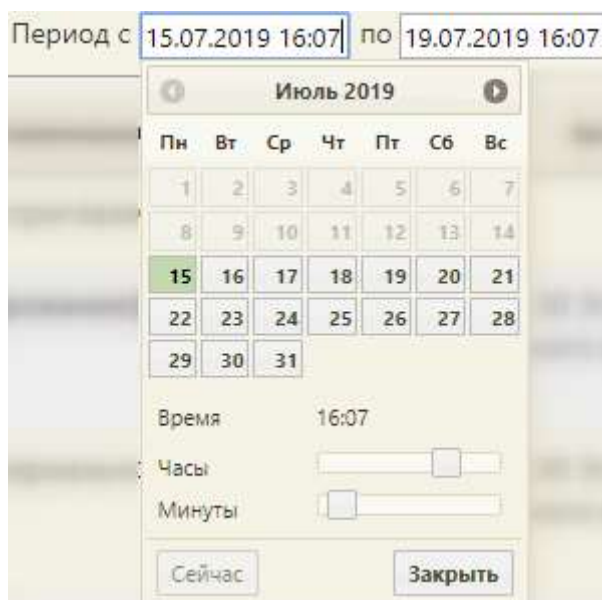 Период с 15.07.2019 16:07 по 19.07.2019 16:07
Июль 2019
Пн Вт Ср Чт Пт Сб Вс
1 2 3 4 5 6 7
8 9 10 11 12 13 14
15 16 17 18 19 20 21
22 23 24 25 26 27 28
29 30 31
Время 16:07
Часы
Минуты
Сейчас Закрыть